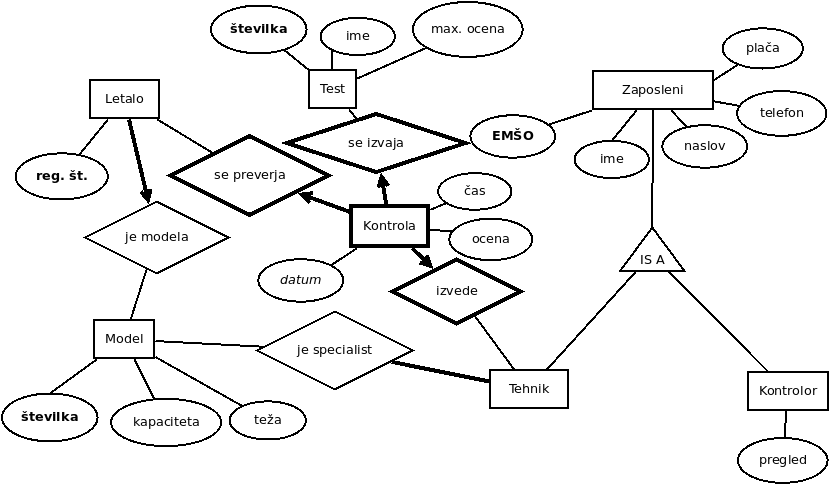 številka
ime
max. ocena
plača
Letalo
Test
Zaposleni
telefon
EMŠO
se izvaja
ime
naslov
reg. št.
se preverja
čas
Kontrola
ocena
je modela
datum
izvede
IS A
Model
je specialist
Tehnik
Kontrolor
številka
kapaciteta
teža
pregled